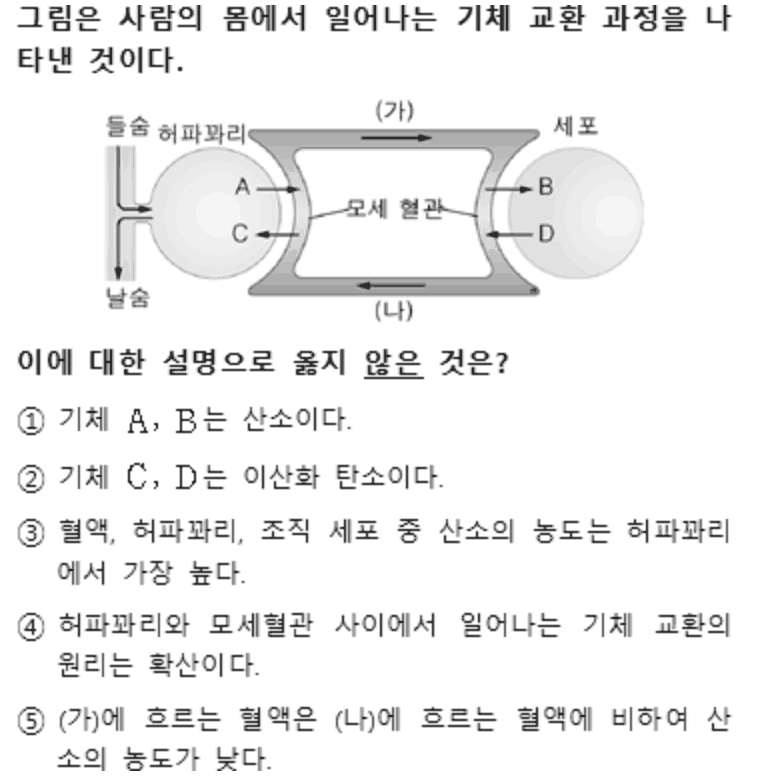 그림은 사람의 몸에서 일어나는 기체 교환 과정을 나
타낸 것이다.
(가)
들숨 허파꽈리 세포
A B
모세 혈관
C D
날숨
(나)
이에 대한 설명으로 옳지 않은 것은?
① 기체 A, B는 산소이다.
② 기체 C, D는 이산화 탄소이다.
③ 혈액, 허파꽈리, 조직 세포 중 산소의 농도는 허파꽈리
에서 가장 높다.
④ 허파꽈리와 모세혈관 사이에서 일어나는 기체 교환의
원리는 확산이다.
⑤ (가)에 흐르는 혈액은 (나)에 흐르는 혈액에 비하여 산
소의 농도가 낮다.